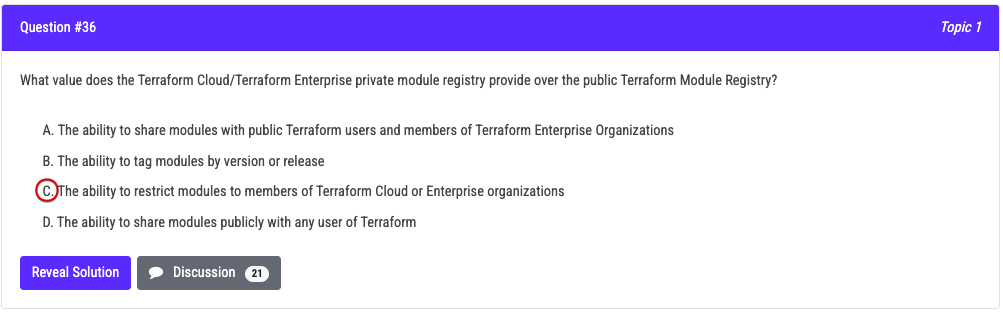 Question #36
Topic 1
What value does the Terraform Cloud/Terraform Enterprise private module registry provide over the public Terraform Module Registry?
A. The ability to share modules with public Terraform users and members of Terraform Enterprise Organizations
B. The ability to tag modules by version or release
C. The ability to restrict modules to members of Terraform Cloud or Enterprise organizations
D. The ability to share modules publicly with any user of Terraform
Reveal Solution
Discussion 21